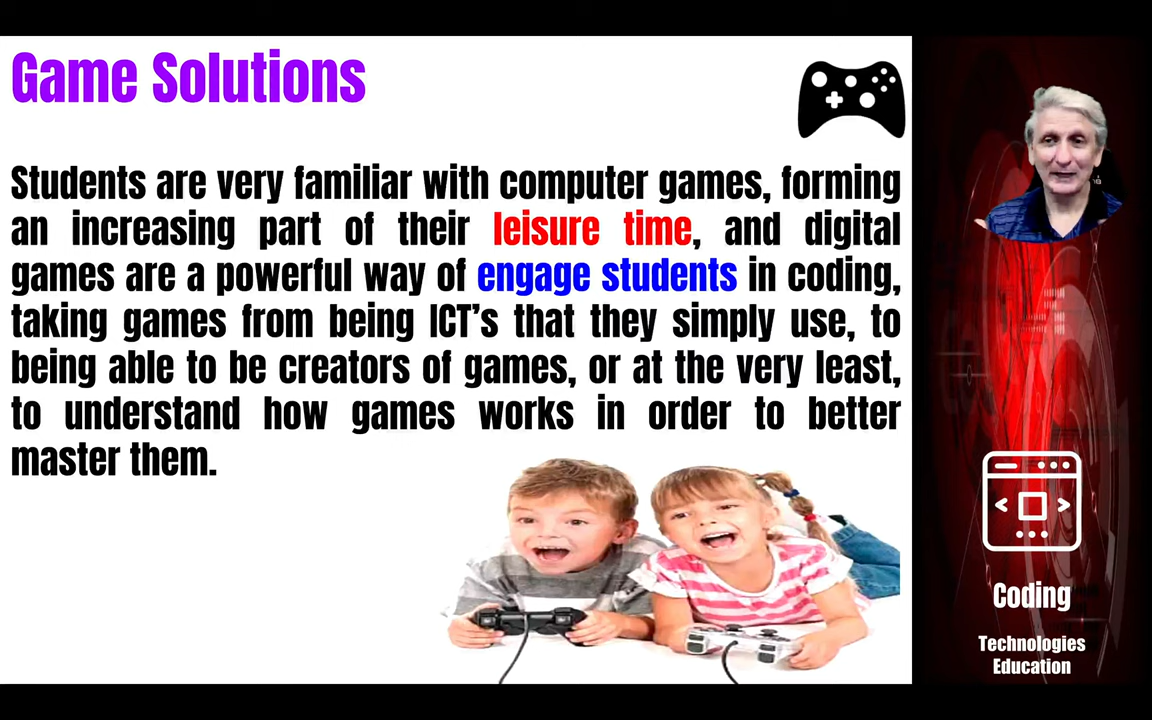 Game Solutions
Students are very familiar with computer games, forming
an increasing part of their leisure time, and digital
games are a powerful way of engage students in coding,
taking games from being ICT’s that they simply use, to
being able to be creators of games, or at the very least,
to understand how games works in order to better
master them.
Coding
Technologies
Education